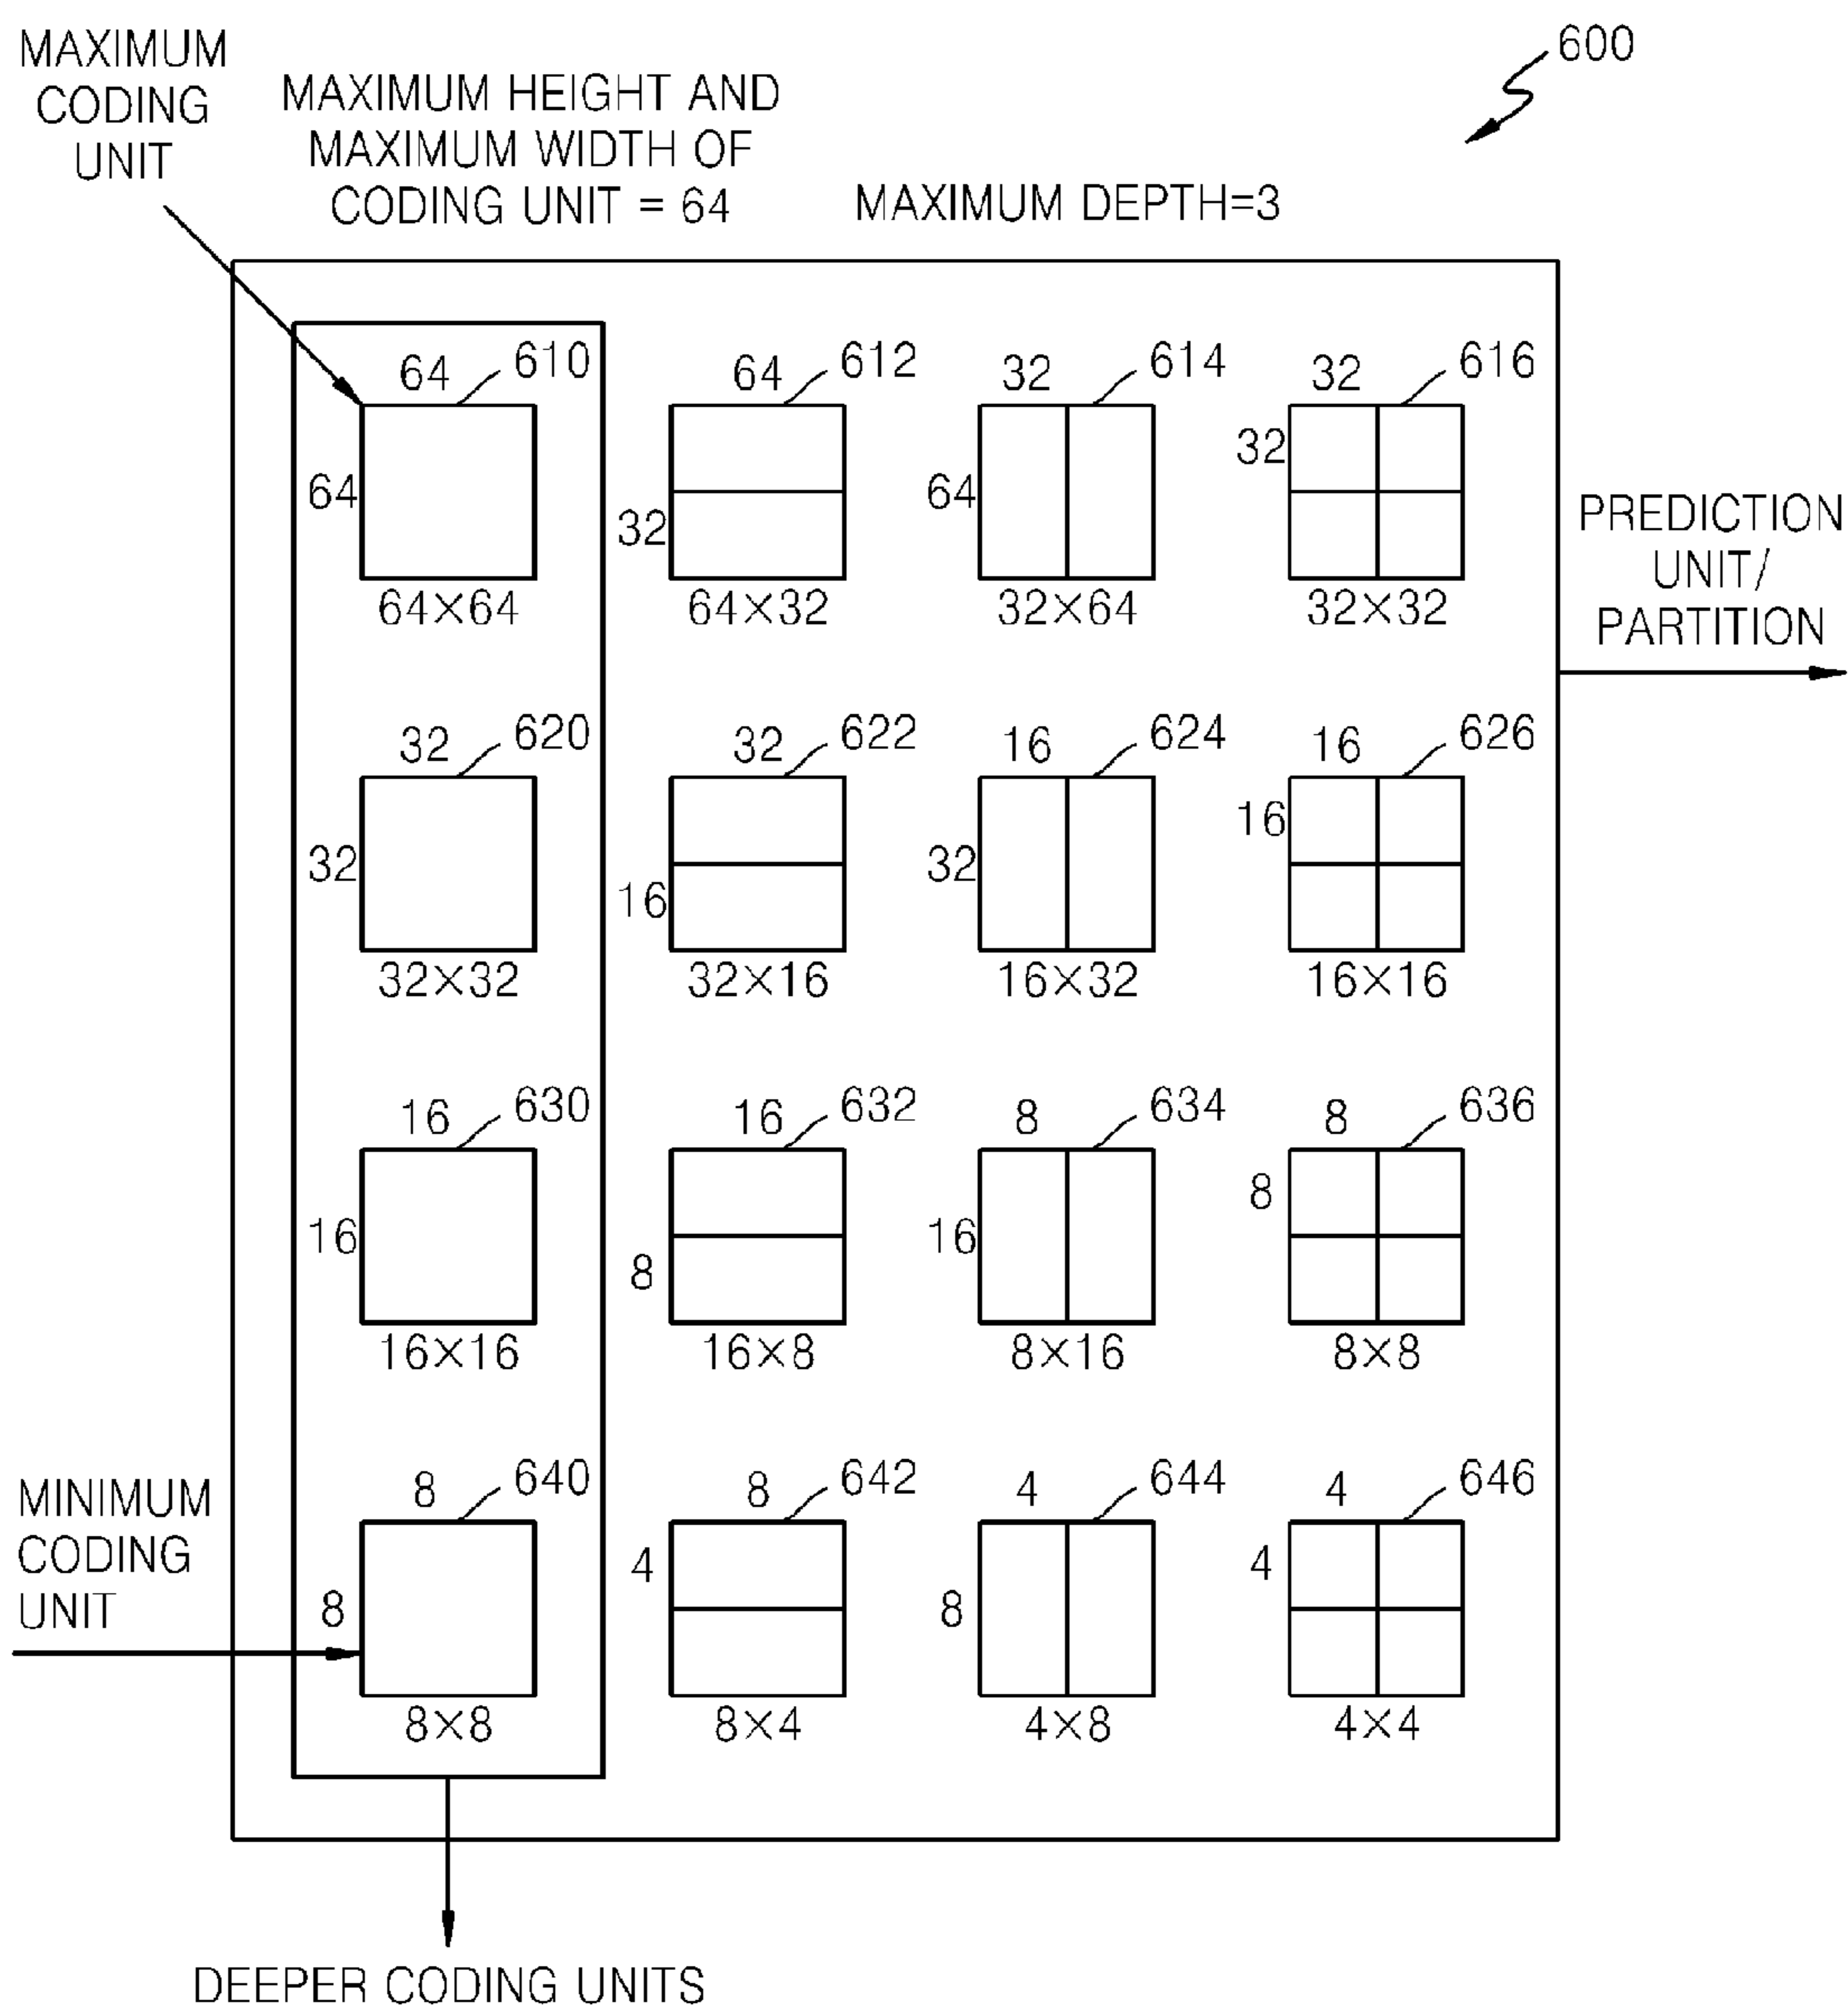 600
MAXIMUM
CODING
UNIT
MAXIMUM HEIGHT AND
MAXIMUM WIDTH OF
CODING UNIT = 64
MAXIMUM DEPTH=3
64 610 64 612 32 614 32 616
64 32 64 32
64×64 64×32 32×64 32×32
PREDICTION
UNIT/
PARTITION
32 620 32 622 16 624 16 626
32 16 32 16
32×32 32×16 16×32 16×16
16 630 16 632 8 634 8 636
16 8 16 8
16×16 16×8 8×16 8×8
MINIMUM
CODING
UNIT
8 640 8 642 4 644 4 646
8 4 8 4
8×8 8×4 4×8 4×4
DEEPER CODING UNITS